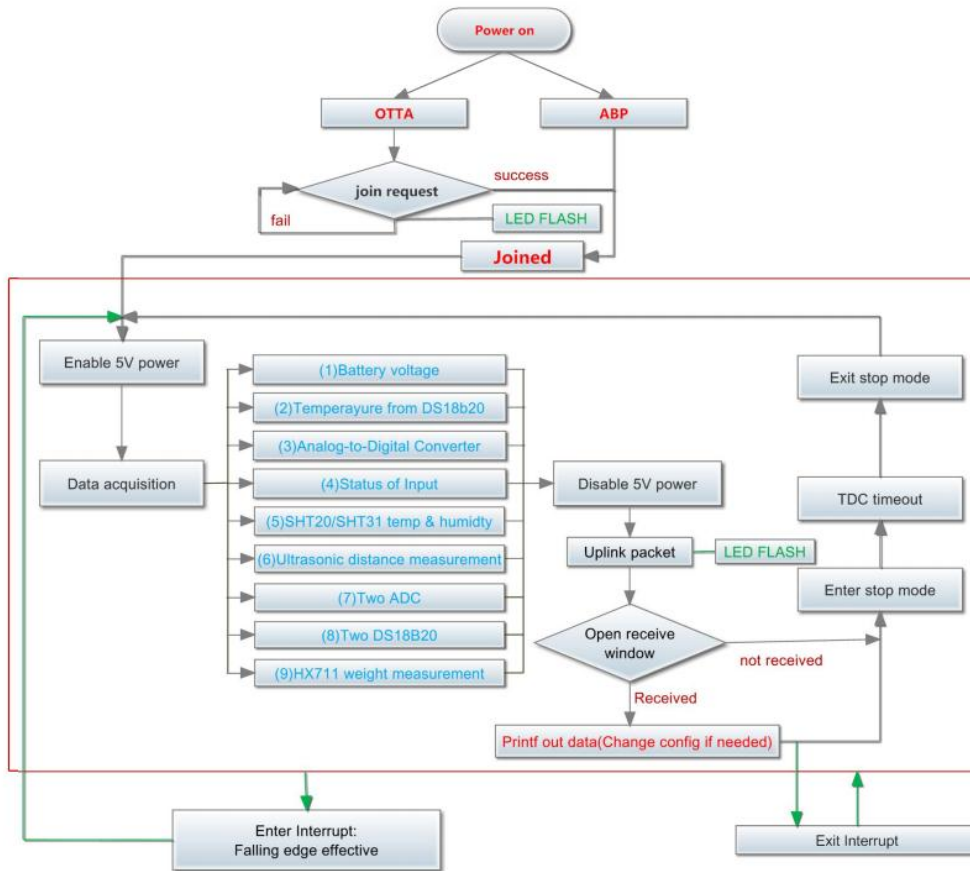 Power on
OTTA
ABP
join request
success
fail
LED FLASH
Joined
Enable 5V power
Data acquisition
(1)Battery voltage
(2)Temperayure from DS18b20
(3)Analog-to-Digital Converter
(4)Status of Input
(5)SHT20/SHT31 temp & humidty
(6)Ultrasonic distance measurement
(7)Two ADC
(8)Two DS18B20
(9)HX711 weight measurement
Disable 5V power
Uplink packet
LED FLASH
Open receive
window
not received
Received
Printf out data(Change config if needed)
Exit stop mode
TDC timeout
Enter stop mode
Enter Interrupt:
Falling edge effective
Exit Interrupt